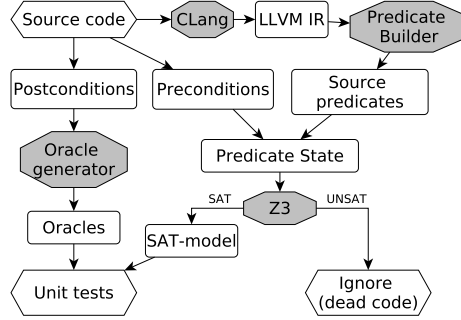 Source code
CLang
LLVM IR
Predicate
Builder
Postconditions
Preconditions
Source
predicates
Oracle
generator
Predicate State
SAT
UNSAT
Z3
Oracles
SAT-model
Unit tests
Ignore
(dead code)